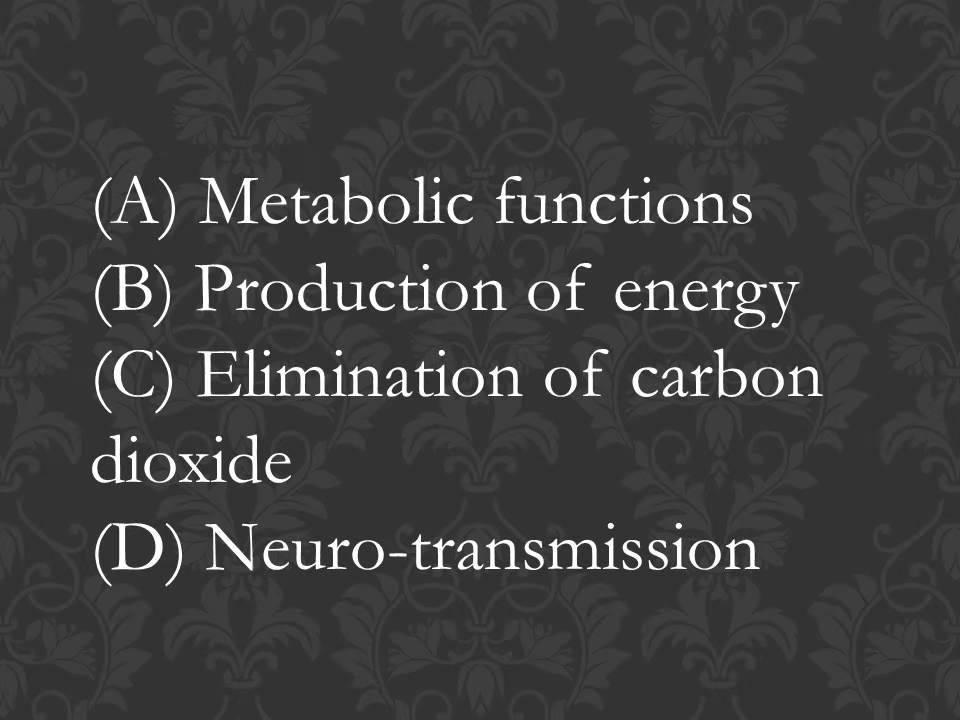 (A) Metabolic functions
(B) Production of energy
(C) Elimination of carbon
dioxide
(D) Neuro-transmission